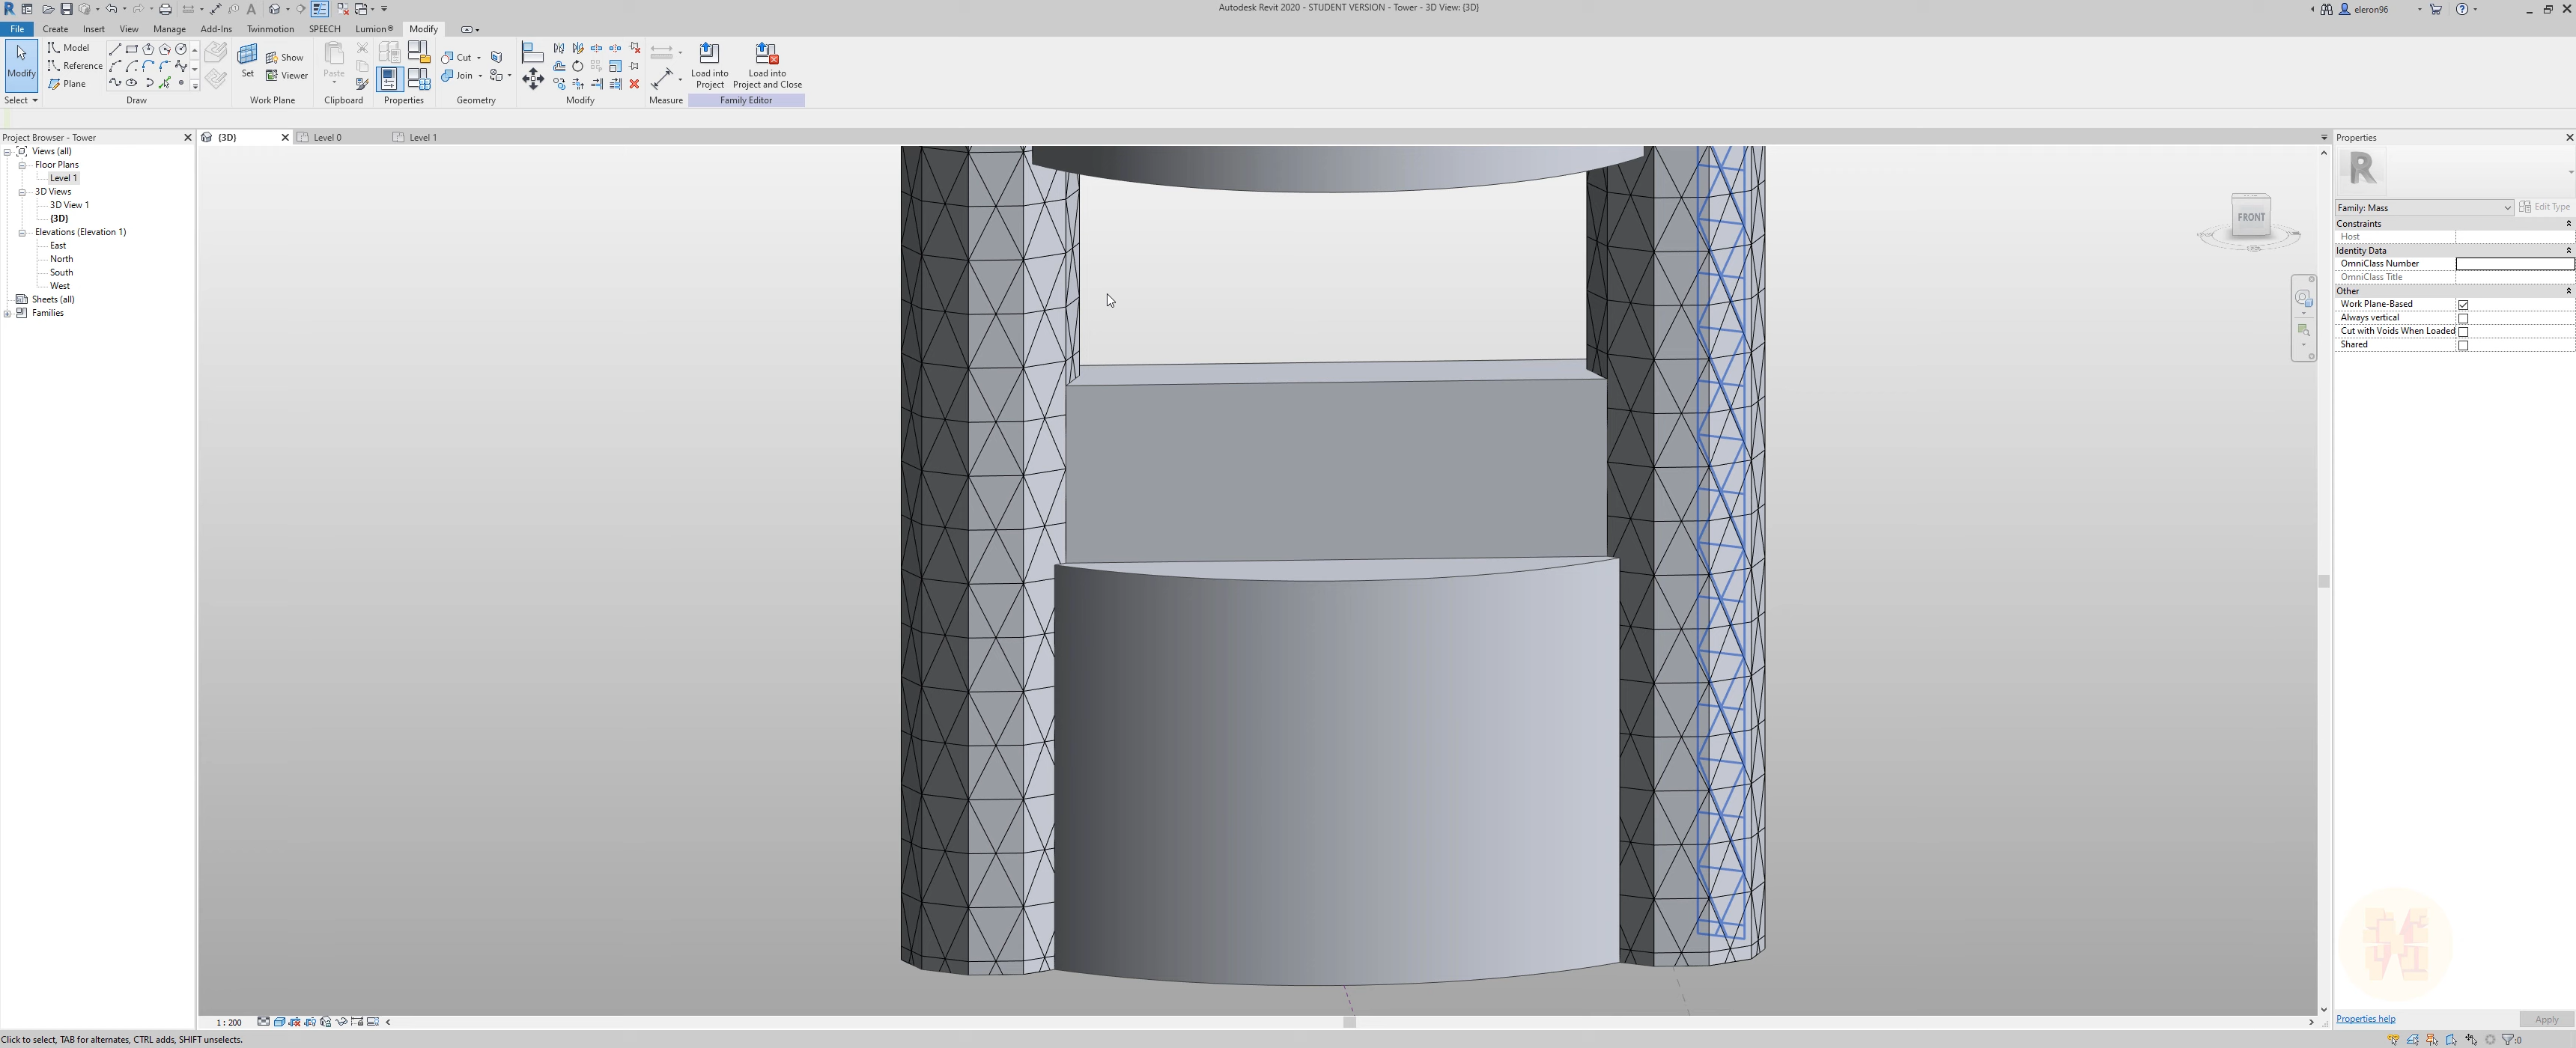 Autodesk Revit 2020 - STUDENT VERSION - Tower - 3D View: {3D}
eleron96
File Create Insert View Manage Add-Ins Twinmotion SPEECH Lumion® Modify
Modify
Model
Reference
Plane
Set
Show
Viewer
Paste
Cut
Join
Load into
Project
Load into
Project and Close
Select Draw Work Plane Clipboard Properties Geometry Modify Measure Family Editor
Project Browser - Tower
Views (all)
Floor Plans
Level 1
3D Views
3D View 1
{3D}
Elevations (Elevation 1)
East
North
South
West
Sheets (all)
Families
{3D}
Level 0
Level 1
FRONT
Properties
R
Family: Mass
Edit Type
Constraints
Host
Identity Data
OmniClass Number
OmniClass Title
Other
Work Plane-Based
Always vertical
Cut with Voids When Loaded
Shared
Properties help
Apply
1 : 200
Click to select, TAB for alternates, CTRL adds, SHIFT unselects.
:0